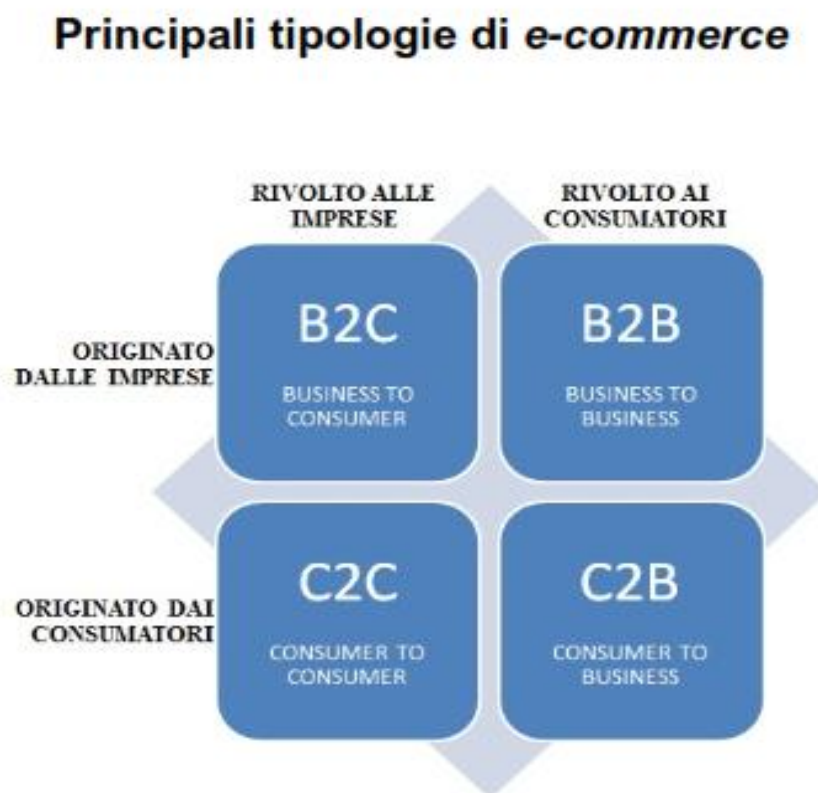 Principali tipologie di e-commerce
RIVOLTO ALLE
IMPRESE
RIVOLTO AI
CONSUMATORI
ORIGINATO
DALLE IMPRESE
B2C
BUSINESS TO
CONSUMER
B2B
BUSINESS TO
BUSINESS
ORIGINATO DAI
CONSUMATORI
C2C
CONSUMER TO
CONSUMER
C2B
CONSUMER TO
BUSINESS